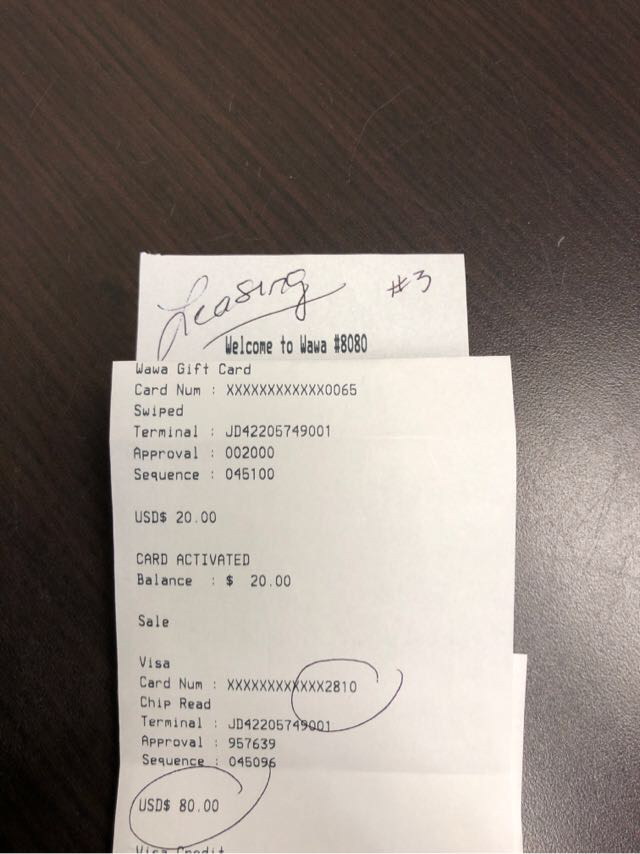 Leasing #3
Welcome to Wawa #8080
Wawa Gift Card
Card Num : XXXXXXXXXXXX0065
Swiped
Terminal : JD42205749001
Approval : 002000
Sequence : 045100
USD$ 20.00
CARD ACTIVATED
Balance : $ 20.00
Sale
Visa
Card Num : XXXXXXXXXXXX2810
Chip Read
Terminal : JD42205749001
Approval : 957639
Sequence : 045096
USD$ 80.00
Visa Credit